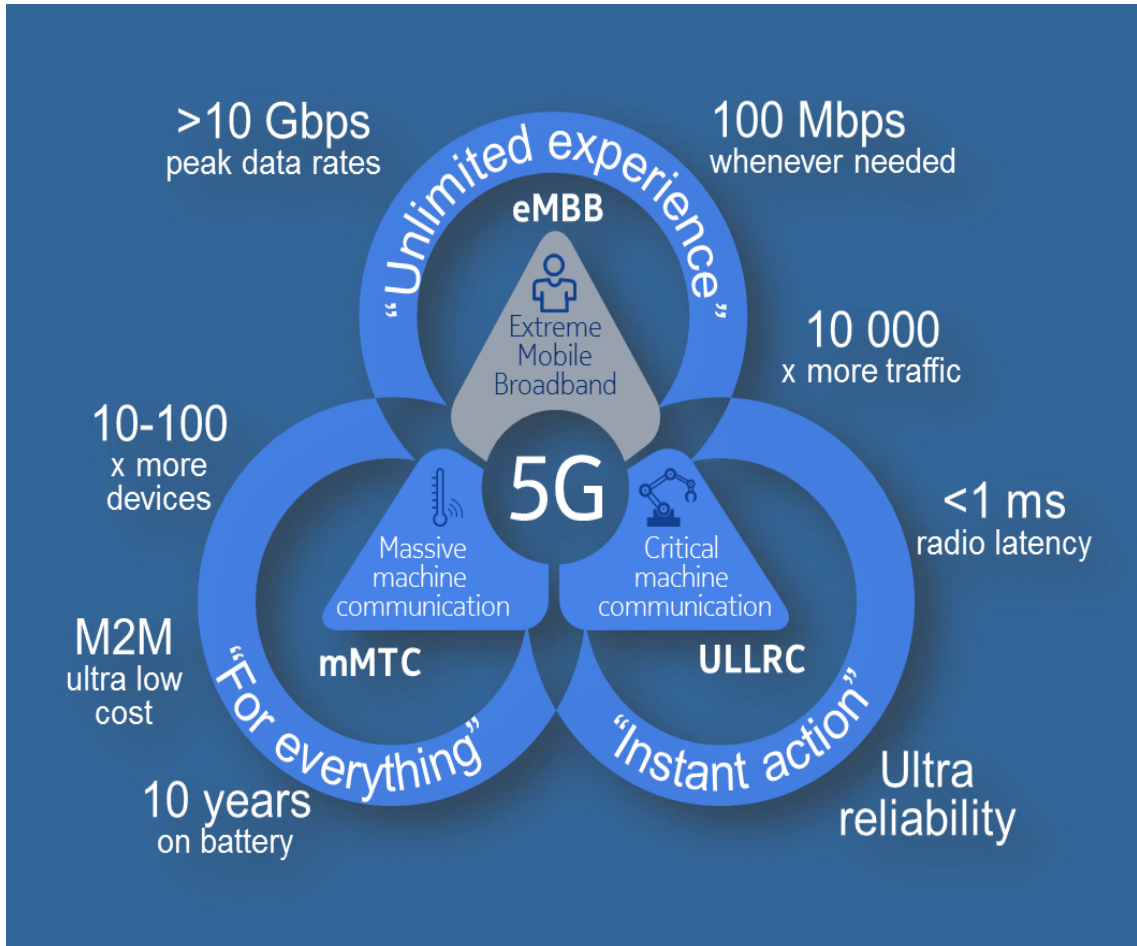 >10 Gbps
peak data rates
100 Mbps
whenever needed
“Unlimited experience”
eMBB
Extreme
Mobile
Broadband
10 000
x more traffic
10-100
x more
devices
5G
<1 ms
radio latency
Massive
machine
communication
Critical
machine
communication
M2M
ultra low
cost
mMTC
ULLRC
“For everything”
“Instant action”
10 years
on battery
Ultra
reliability